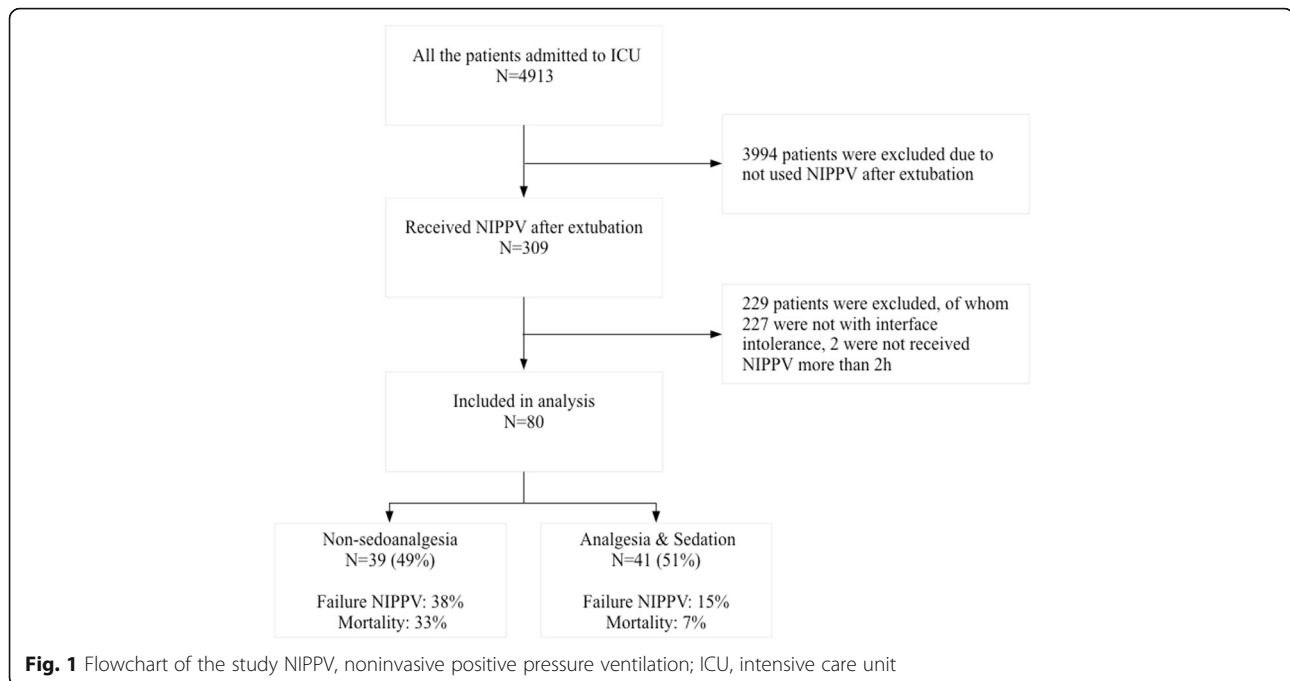 All the patients admitted to ICU
N=4913
3994 patients were excluded due to
not used NIPPV after extubation
Received NIPPV after extubation
N=309
229 patients were excluded, of whom
227 were not with interface
intolerance, 2 were not received
NIPPV more than 2h
Included in analysis
N=80
Non-sedoanalgesia
N=39 (49%)
Failure NIPPV: 38%
Mortality: 33%
Analgesia & Sedation
N=41 (51%)
Failure NIPPV: 15%
Mortality: 7%
Fig. 1 Flowchart of the study NIPPV, noninvasive positive pressure ventilation; ICU, intensive care unit